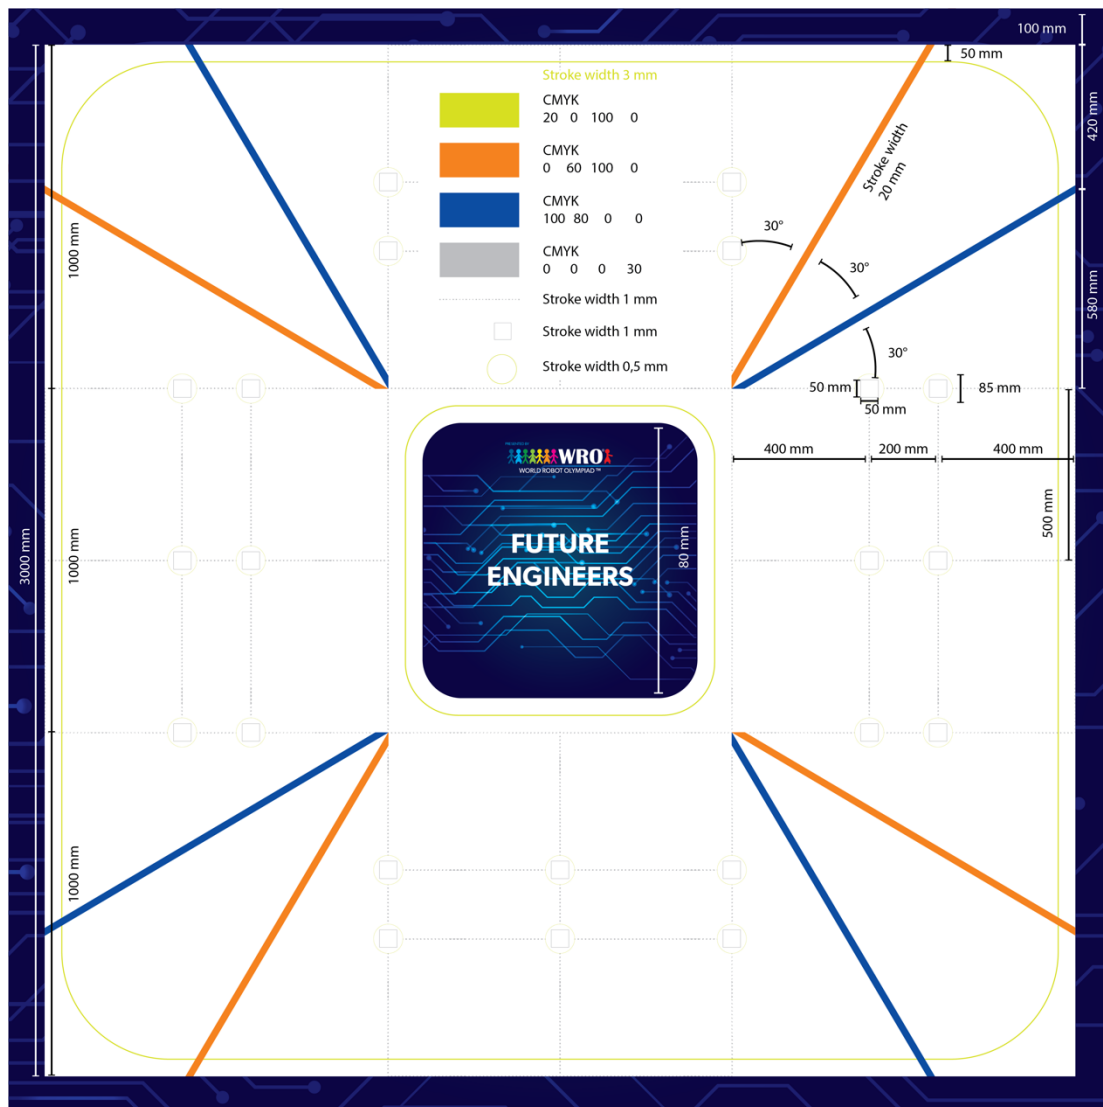 100 mm
50 mm
Stroke width 3 mm
CMYK
20 0 100 0
CMYK
0 60 100 0
CMYK
100 80 0 0
CMYK
0 0 0 30
Stroke width 1 mm
Stroke width 1 mm
Stroke width 0,5 mm
Stroke width
20 mm
420 mm
580 mm
30°
30°
30°
1000 mm
50 mm
50 mm
85 mm
400 mm
200 mm
400 mm
500 mm
PRESENTED BY
WRO
WORLD ROBOT OLYMPIAD™
FUTURE
ENGINEERS
80 mm
3000 mm
1000 mm
1000 mm